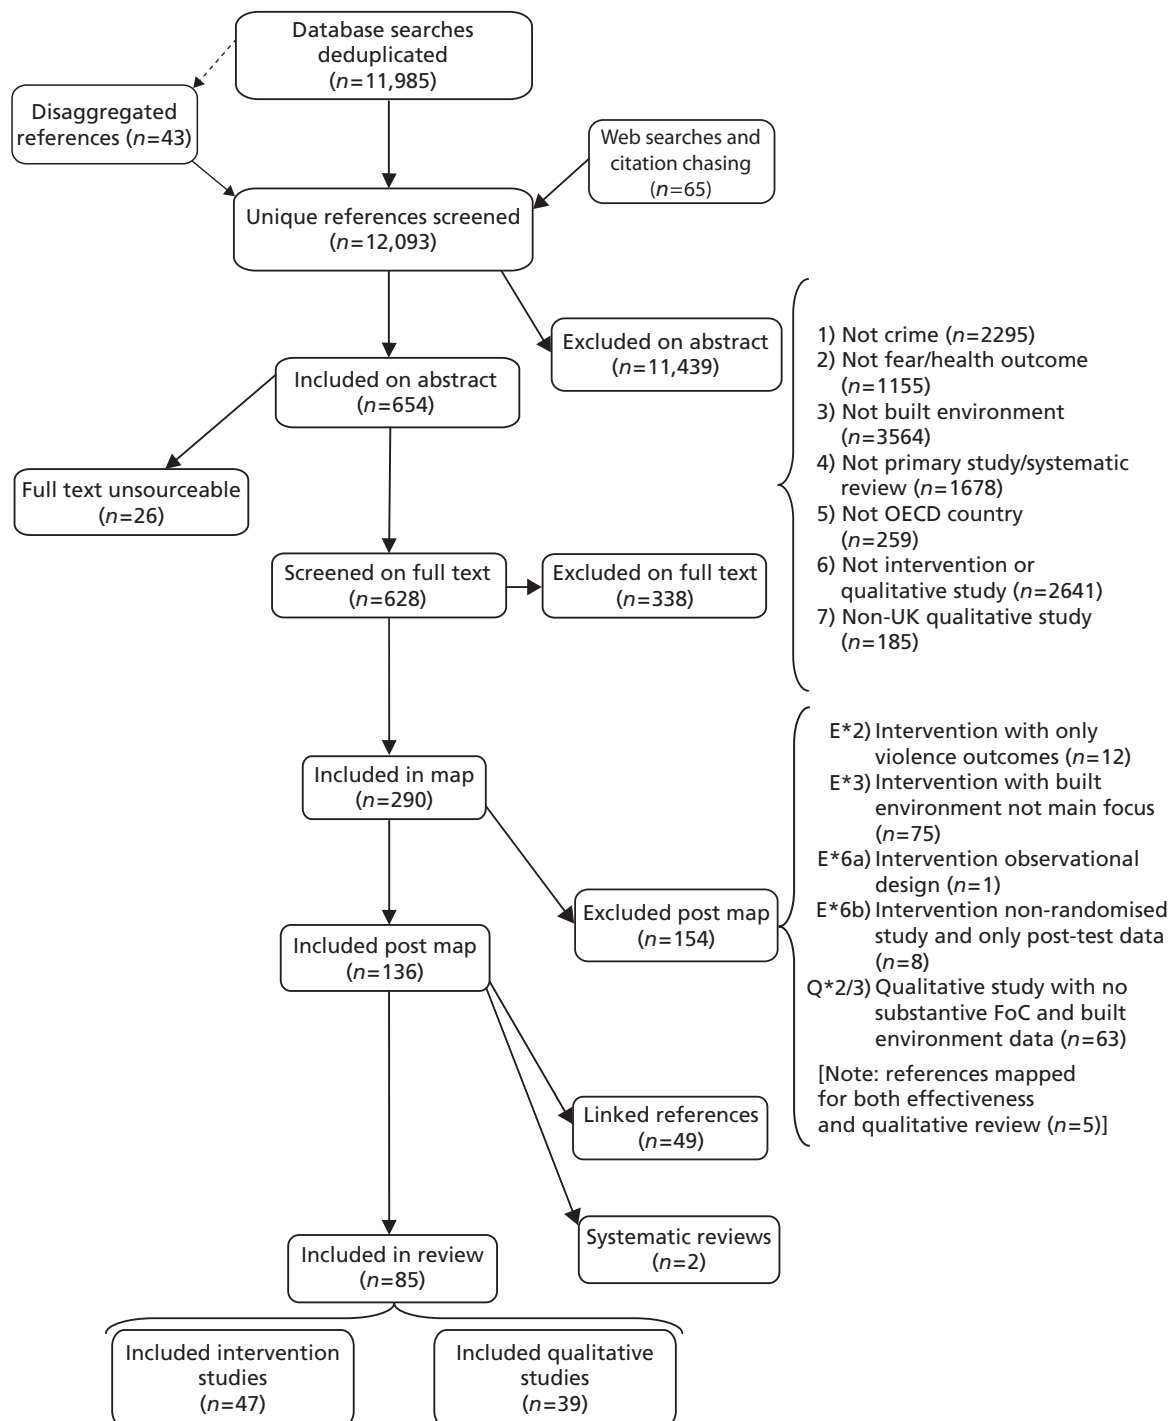 Database searches
deduplicated
(n=11,985)
Disaggregated
references (n=43)
Web searches and
citation chasing
(n=65)
Unique references screened
(n=12,093)
Excluded on abstract
(n=11,439)
Included on abstract
(n=654)
Full text unsourceable
(n=26)
1) Not crime (n=2295)
2) Not fear/health outcome
(n=1155)
3) Not built environment
(n=3564)
4) Not primary study/systematic
review (n=1678)
5) Not OECD country
(n=259)
6) Not intervention or
qualitative study (n=2641)
7) Non-UK qualitative study
(n=185)
Screened on full text
(n=628)
Excluded on full text
(n=338)
Included in map
(n=290)
Excluded post map
(n=154)
E*2) Intervention with only
violence outcomes (n=12)
E*3) Intervention with built
environment not main focus
(n=75)
E*6a) Intervention observational
design (n=1)
E*6b) Intervention non-randomised
study and only post-test data
(n=8)
Q*2/3) Qualitative study with no
substantive FoC and built
environment data (n=63)
[Note: references mapped
for both effectiveness
and qualitative review (n=5)]
Included post map
(n=136)
Linked references
(n=49)
Systematic reviews
(n=2)
Included in review
(n=85)
Included intervention
studies
(n=47)
Included qualitative
studies
(n=39)